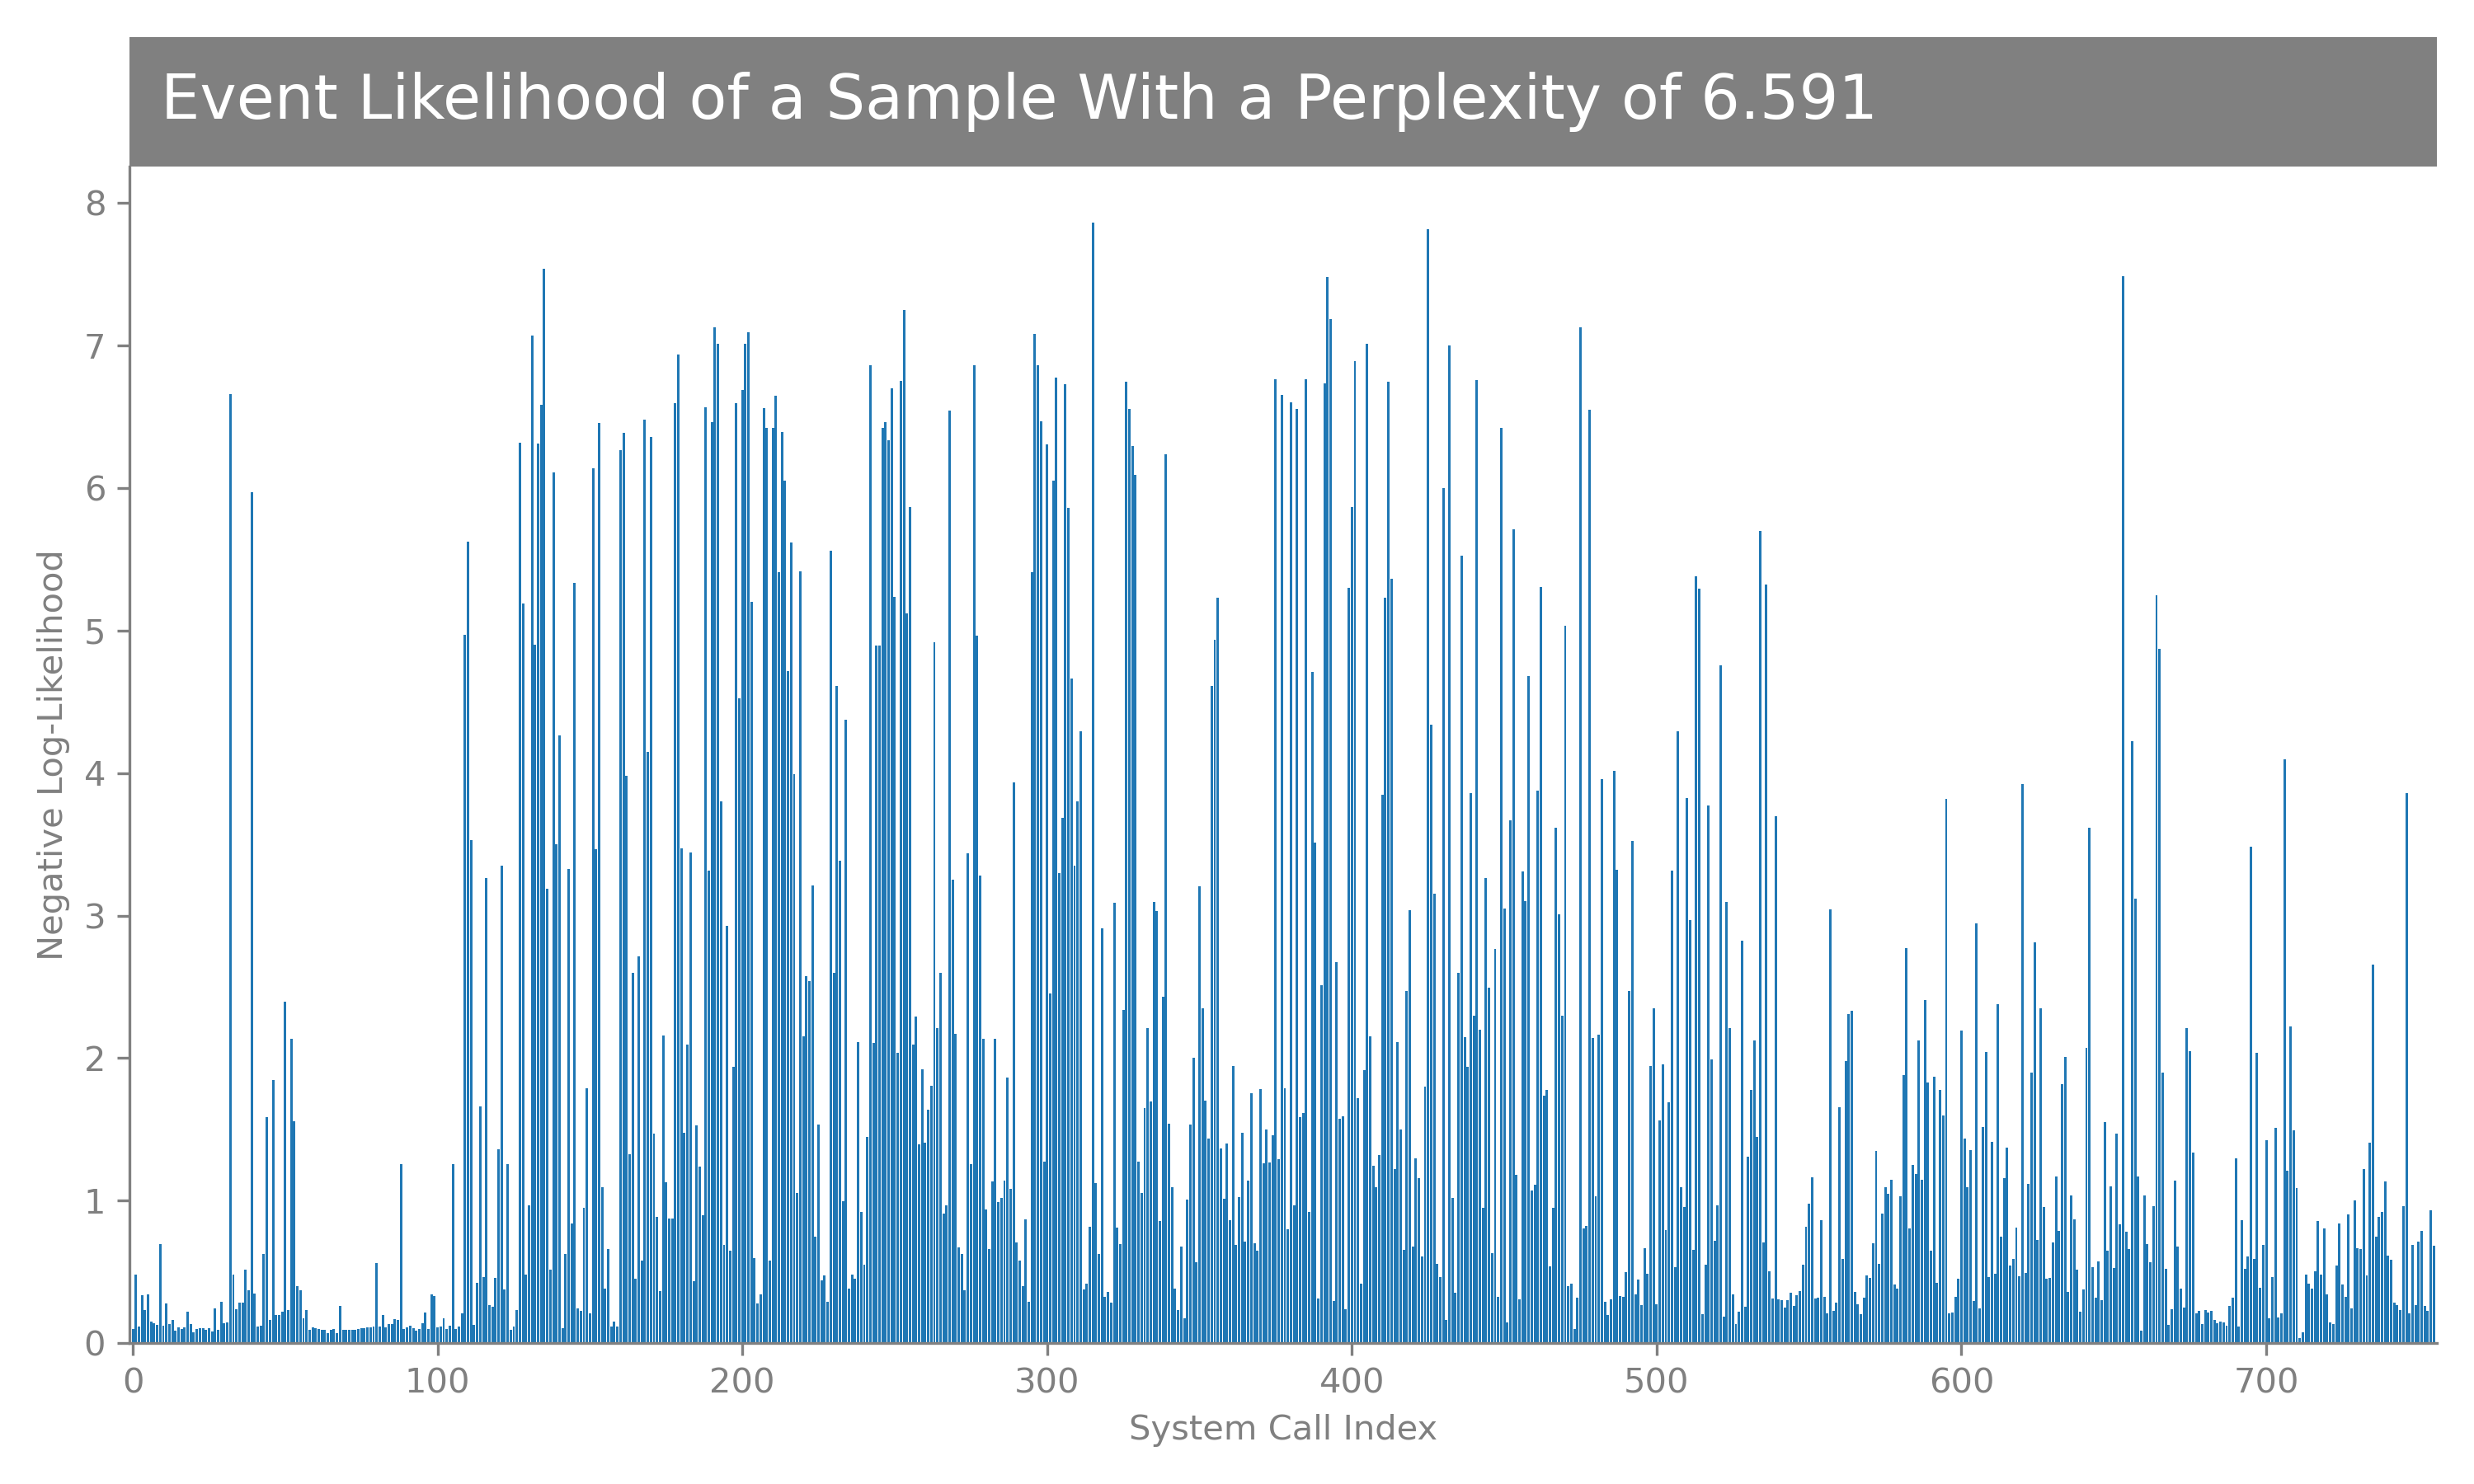 Event Likelihood of a Sample With a Perplexity of 6.591
8
7
6
5
4
3
2
1
0
Negative Log-Likelihood
0 100 200 300 400 500 600 700
System Call Index